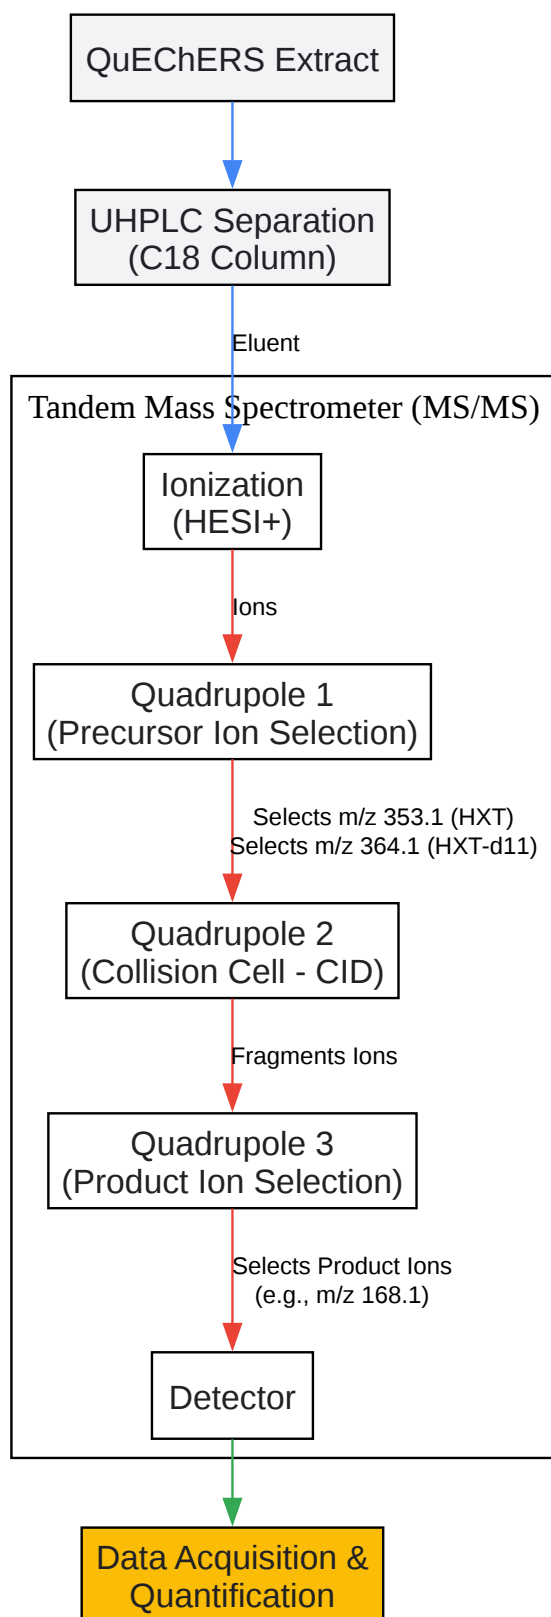 QuEChERS Extract
UHPLC Separation
(C18 Column)
Eluent
Tandem Mass Spectrometer (MS/MS)
Ionization
(HESI+)
Ions
Quadrupole 1
(Precursor Ion Selection)
Selects m/z 353.1 (HXT)
Selects m/z 364.1 (HXT-d11)
Quadrupole 2
(Collision Cell - CID)
Fragments Ions
Quadrupole 3
(Product Ion Selection)
Selects Product Ions
(e.g., m/z 168.1)
Detector
Data Acquisition &
Quantification